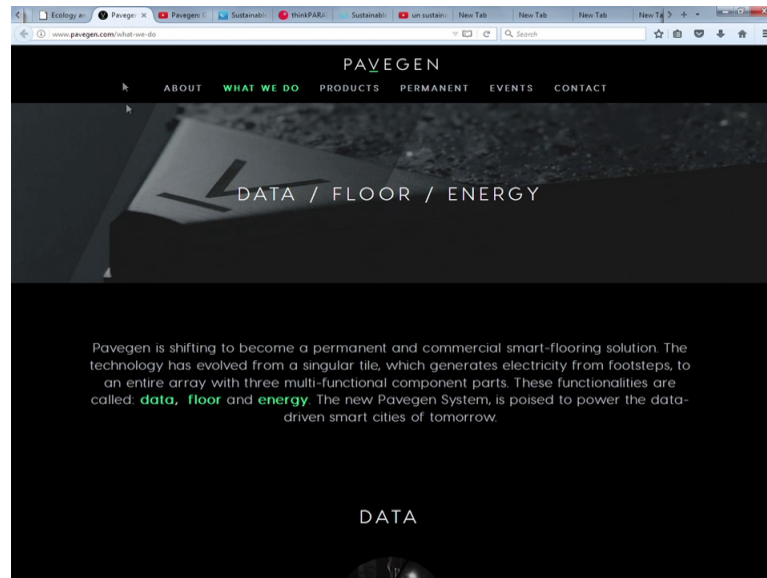 Ecology an
Pavegen
Pavegen: C
Sustainable
thinkPARA
Sustainable
un sustaina
New Tab
New Tab
New Tab
New Ta
www.pavegen.com/what-we-do
Search
PAVEGEN
ABOUT WHAT WE DO PRODUCTS PERMANENT EVENTS CONTACT
DATA / FLOOR / ENERGY
Pavegen is shifting to become a permanent and commercial smart-flooring solution. The
technology has evolved from a singular tile, which generates electricity from footsteps, to
an entire array with three multi-functional component parts. These functionalities are
called: data, floor and energy. The new Pavegen System, is poised to power the data-
driven smart cities of tomorrow.
DATA